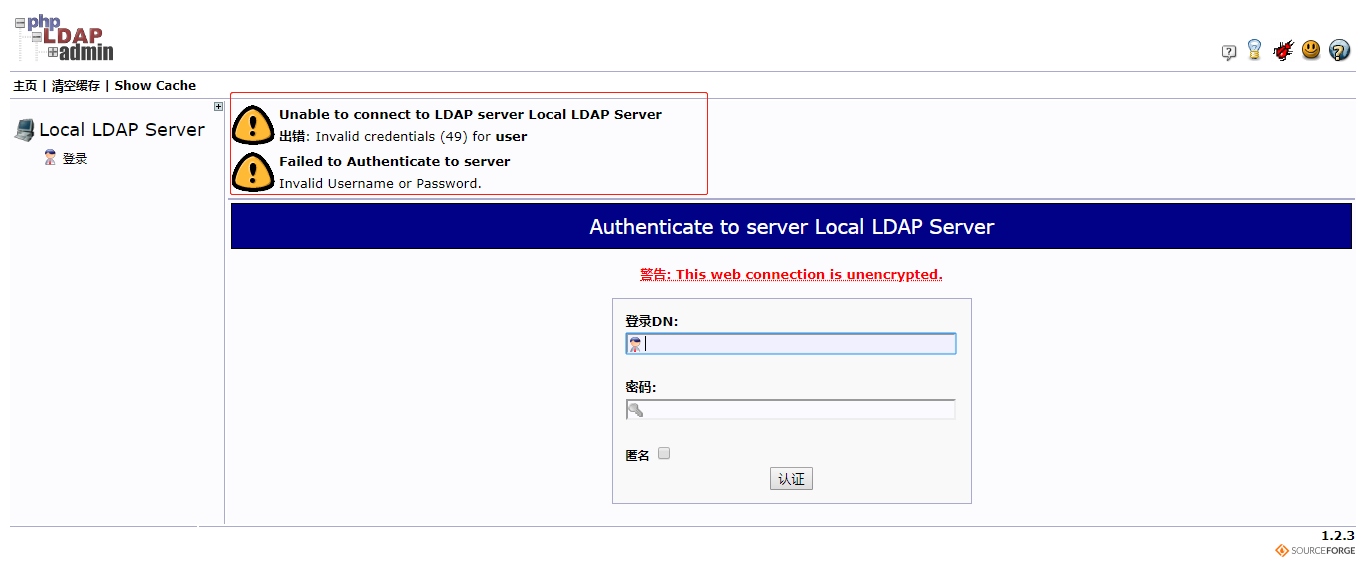 php
LDAP
admin
主页 | 清空缓存 | Show Cache
Local LDAP Server
登录
Unable to connect to LDAP server Local LDAP Server
出错: Invalid credentials (49) for user
Failed to Authenticate to server
Invalid Username or Password.
Authenticate to server Local LDAP Server
警告: This web connection is unencrypted.
登录DN:
密码:
匿名
认证
1.2.3
SOURCEFORGE